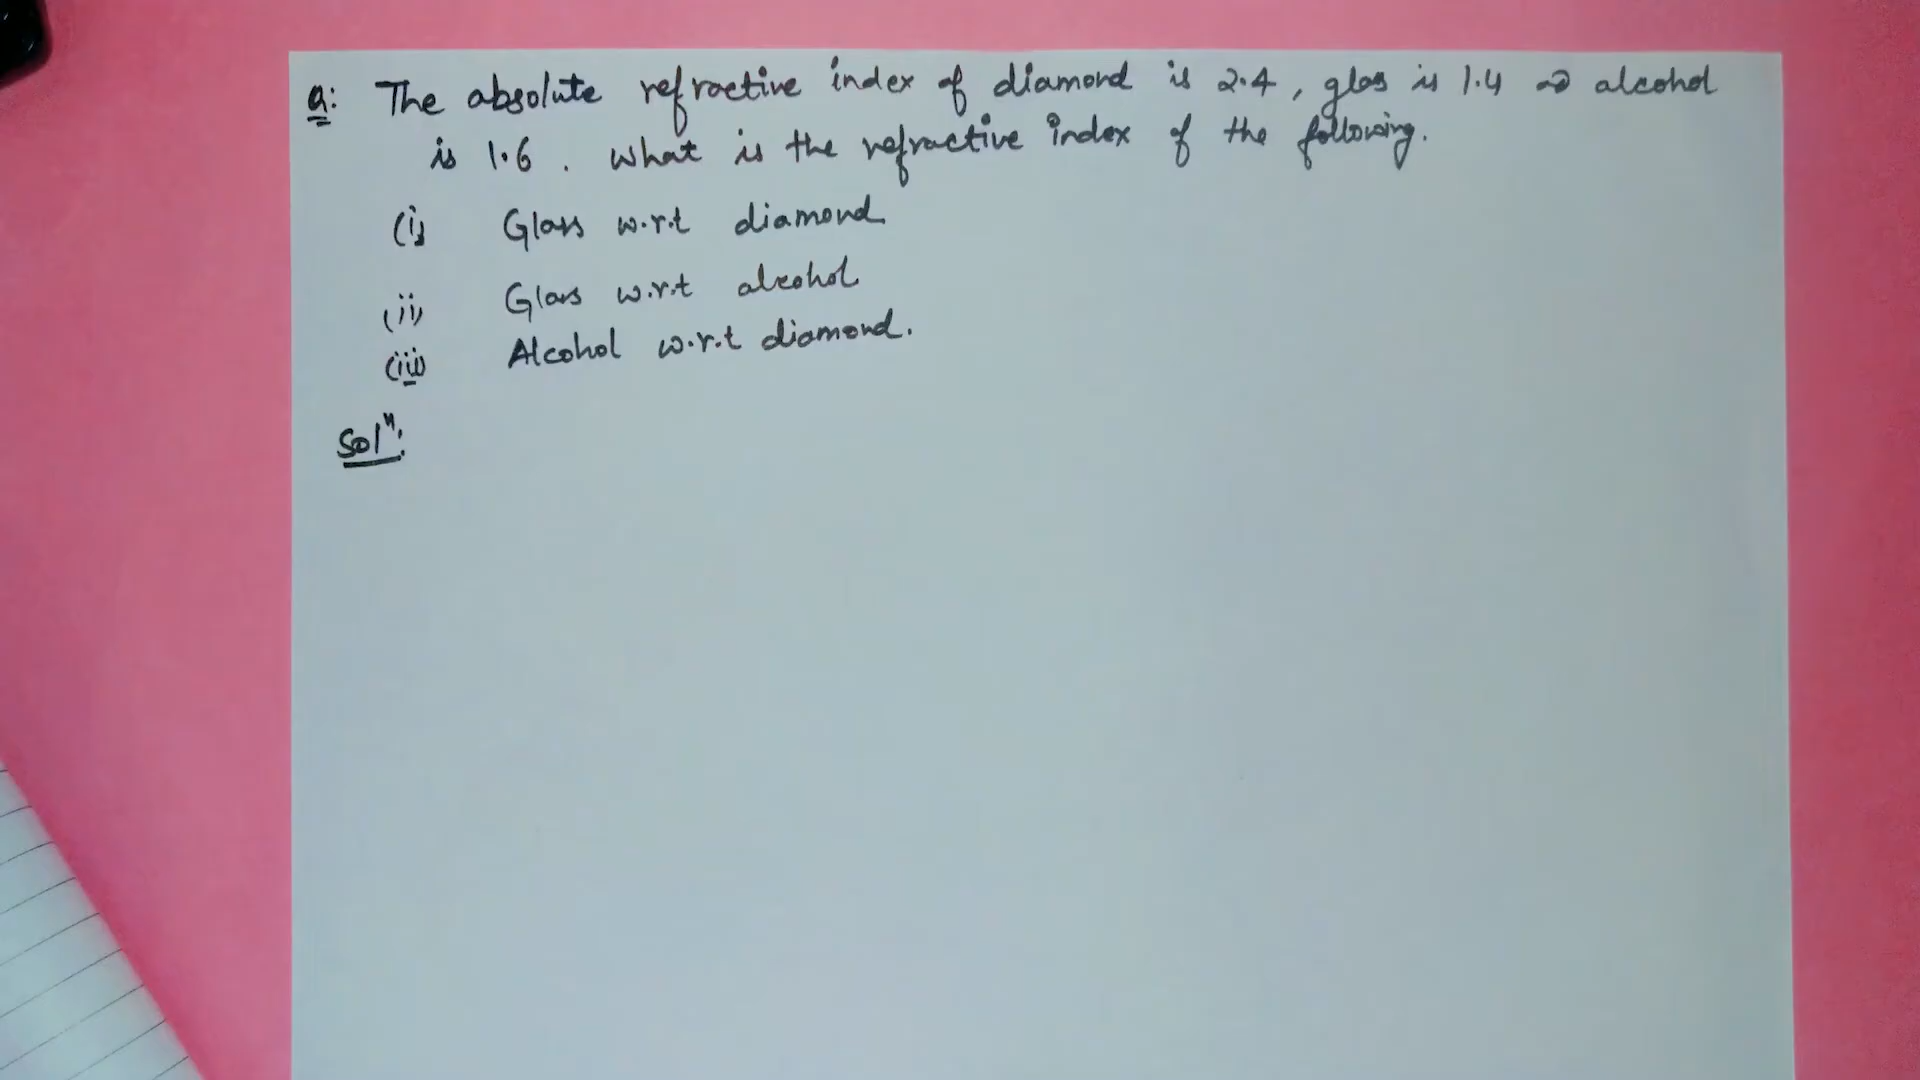 Q: The absolute refractive index of diamond is 2.4, glas is 1.4 & alcohol
is 1.6. What is the refractive index of the following.
(i) Glass w.r.t diamond
(ii) Glass w.r.t alcohol
(iii) Alcohol w.r.t diamond.
Solⁿ: